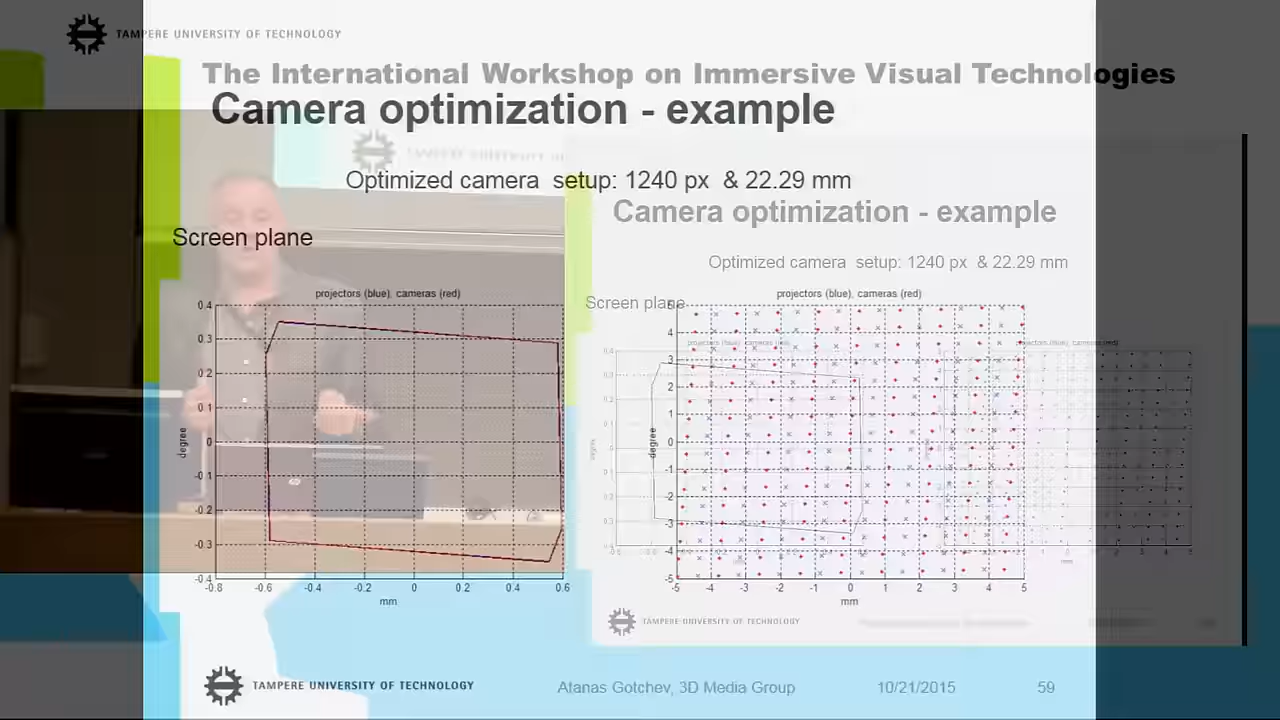 TAMPERE UNIVERSITY OF TECHNOLOGY
The International Workshop on Immersive Visual Technologies
Camera optimization - example
Optimized camera setup: 1240 px & 22.29 mm
Camera optimization - example
Screen plane
Optimized camera setup: 1240 px & 22.29 mm
Screen plane
projectors (blue), cameras (red)
0.4
0.3
0.2
0.1
0
-0.1
-0.2
-0.3
-0.4
degree
-0.8 -0.6 -0.4 -0.2 0 0.2 0.4 0.6
mm
projectors (blue), cameras (red)
5
4
3
2
1
0
-1
-2
-3
-4
-5
degree
-5 -4 -3 -2 -1 0 1 2 3 4 5
mm
TAMPERE UNIVERSITY OF TECHNOLOGY
TAMPERE UNIVERSITY OF TECHNOLOGY
Atanas Gotchev, 3D Media Group
10/21/2015
59